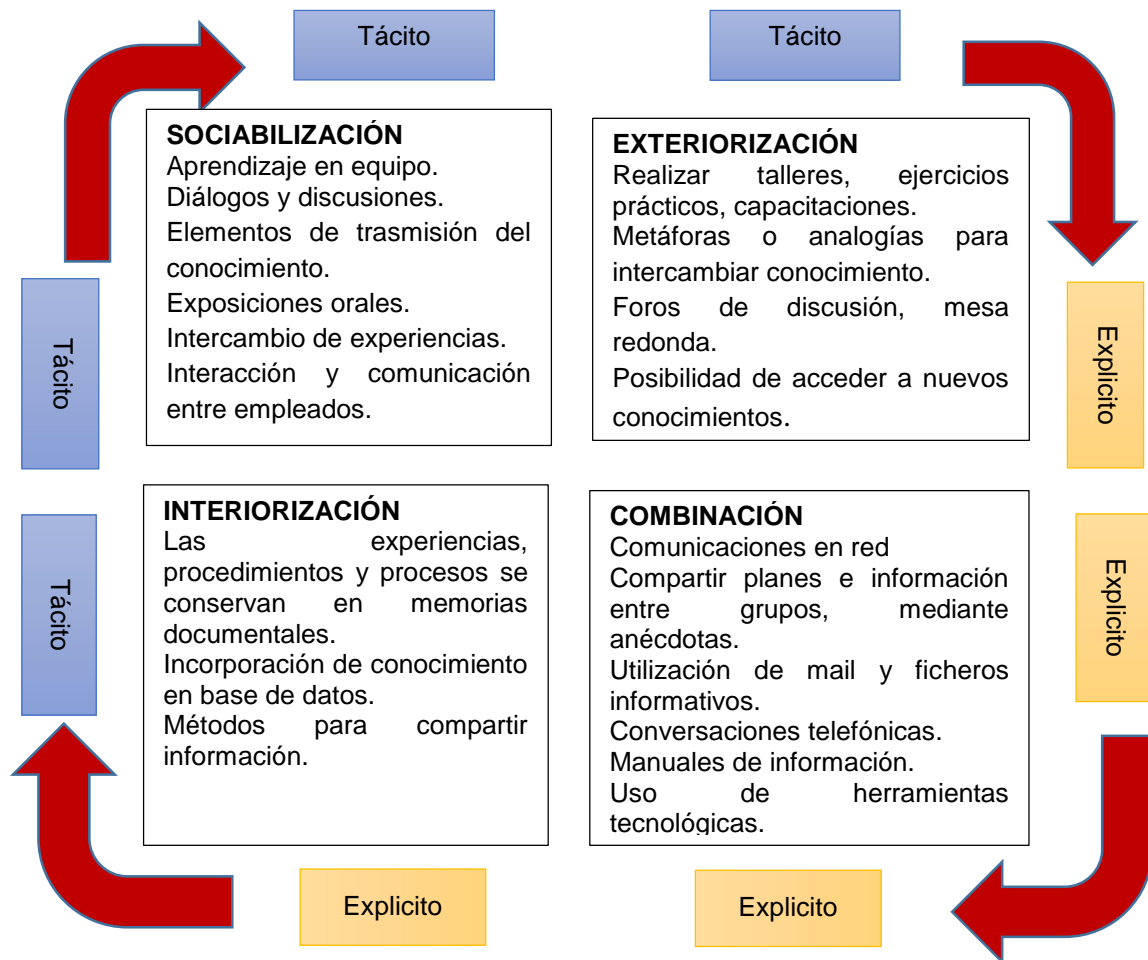 Tácito
Tácito
SOCIABILIZACIÓN
Aprendizaje en equipo.
Diálogos y discusiones.
Elementos de trasmisión del
conocimiento.
Exposiciones orales.
Intercambio de experiencias.
Interacción y comunicación
entre empleados.
EXTERIORIZACIÓN
Realizar talleres, ejercicios
prácticos, capacitaciones.
Metáforas o analogías para
intercambiar conocimiento.
Foros de discusión, mesa
redonda.
Posibilidad de acceder a nuevos
conocimientos.
Tácito
Explicito
INTERIORIZACIÓN
Las experiencias,
procedimientos y procesos se
conservan en memorias
documentales.
Incorporación de conocimiento
en base de datos.
Métodos para compartir
información.
COMBINACIÓN
Comunicaciones en red
Compartir planes e información
entre grupos, mediante
anécdotas.
Utilización de mail y ficheros
informativos.
Conversaciones telefónicas.
Manuales de información.
Uso de herramientas
tecnológicas.
Tácito
Explicito
Explicito
Explicito